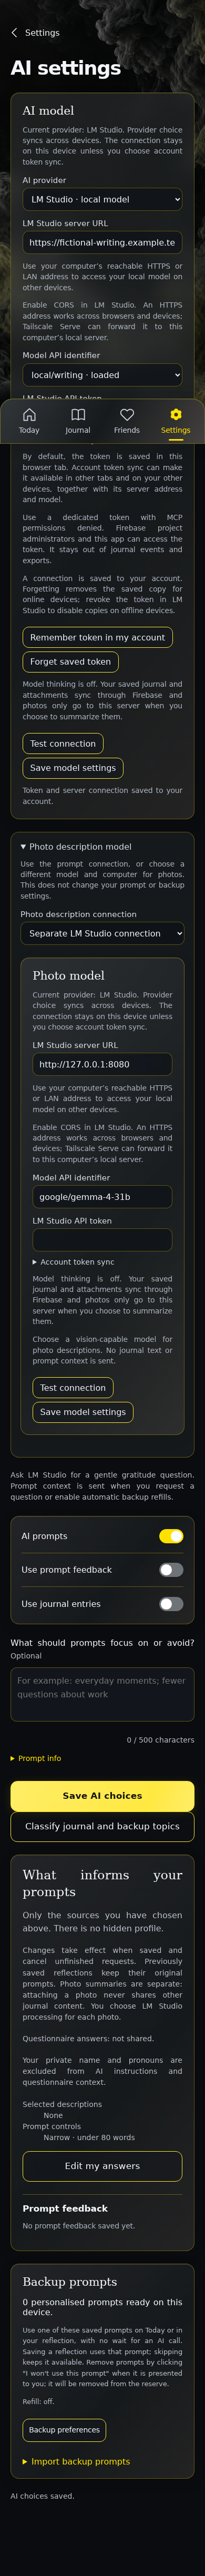 Settings
AI settings
AI model
Current provider: LM Studio. Provider choice
syncs across devices. The connection stays
on this device unless you choose account
token sync.
AI provider
LM Studio · local model
LM Studio server URL
https://fictional-writing.example.te
Use your computer's reachable HTTPS or
LAN address to access your local model on
other devices.
Enable CORS in LM Studio. An HTTPS
address works across browsers and devices;
Tailscale Serve can forward it to this
computer's local server.
Model API identifier
local/writing · loaded
Today
Journal
Friends
Settings
By default, the token is saved in this
browser tab. Account token sync can make
it available in other tabs and on your other
devices, together with its server address
and model.
Use a dedicated token with MCP
permissions denied. Firebase project
administrators and this app can access the
token. It stays out of journal events and
exports.
A connection is saved to your account.
Forgetting removes the saved copy for
online devices; revoke the token in LM
Studio to disable copies on offline devices.
Remember token in my account
Forget saved token
Model thinking is off. Your saved journal and
attachments sync through Firebase and
photos only go to this server when you
choose to summarize them.
Test connection
Save model settings
Token and server connection saved to your
account.
▼ Photo description model
Use the prompt connection, or choose a
different model and computer for photos.
This does not change your prompt or backup
settings.
Photo description connection
Separate LM Studio connection
Photo model
Current provider: LM Studio. Provider
choice syncs across devices. The
connection stays on this device unless
you choose account token sync.
LM Studio server URL
http://127.0.0.1:8080
Use your computer's reachable HTTPS
or LAN address to access your local
model on other devices.
Enable CORS in LM Studio. An HTTPS
address works across browsers and
devices; Tailscale Serve can forward it
to this computer's local server.
Model API identifier
google/gemma-4-31b
LM Studio API token
▶ Account token sync
Model thinking is off. Your saved
journal and attachments sync through
Firebase and photos only go to this
server when you choose to summarize
them.
Choose a vision-capable model for
photo descriptions. No journal text or
prompt context is sent.
Test connection
Save model settings
Ask LM Studio for a gentle gratitude question.
Prompt context is sent when you request a
question or enable automatic backup refills.
AI prompts
Use prompt feedback
Use journal entries
What should prompts focus on or avoid?
Optional
For example: everyday moments; fewer
questions about work
0 / 500 characters
▶ Prompt info
Save AI choices
Classify journal and backup topics
What informs your
prompts
Only the sources you have chosen
above. There is no hidden profile.
Changes take effect when saved and
cancel unfinished requests. Previously
saved reflections keep their original
prompts. Photo summaries are separate:
attaching a photo never shares other
journal content. You choose LM Studio
processing for each photo.
Questionnaire answers: not shared.
Your private name and pronouns are
excluded from AI instructions and
questionnaire context.
Selected descriptions
None
Prompt controls
Narrow · under 80 words
Edit my answers
Prompt feedback
No prompt feedback saved yet.
Backup prompts
0 personalised prompts ready on this
device.
Use one of these saved prompts on Today or in
your reflection, with no wait for an AI call.
Saving a reflection uses that prompt; skipping
keeps it available. Remove prompts by clicking
"I won't use this prompt" when it is presented
to you; it will be removed from the reserve.
Refill: off.
Backup preferences
▶ Import backup prompts
AI choices saved.